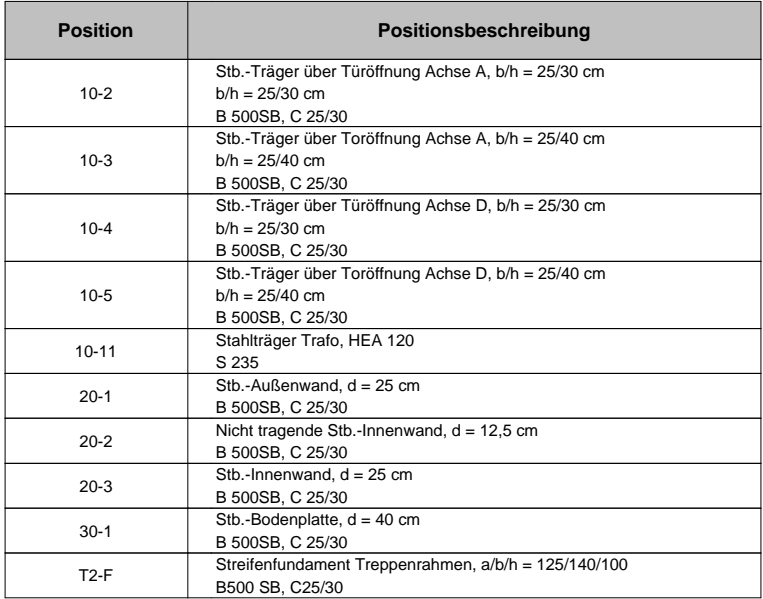 Position Positionsbeschreibung
10-2
Stb.-Träger über Türöffnung Achse A, b/h = 25/30 cm
b/h = 25/30 cm
B 500SB, C 25/30
10-3
Stb.-Träger über Toröffnung Achse A, b/h = 25/40 cm
b/h = 25/40 cm
B 500SB, C 25/30
10-4
Stb.-Träger über Türöffnung Achse D, b/h = 25/30 cm
b/h = 25/30 cm
B 500SB, C 25/30
10-5
Stb.-Träger über Toröffnung Achse D, b/h = 25/40 cm
b/h = 25/40 cm
B 500SB, C 25/30
10-11
Stahlträger Trafo, HEA 120
S 235
20-1
Stb.-Außenwand, d = 25 cm
B 500SB, C 25/30
20-2
Nicht tragende Stb.-Innenwand, d = 12,5 cm
B 500SB, C 25/30
20-3
Stb.-Innenwand, d = 25 cm
B 500SB, C 25/30
30-1
Stb.-Bodenplatte, d = 40 cm
B 500SB, C 25/30
T2-F
Streifenfundament Treppenrahmen, a/b/h = 125/140/100
B500 SB, C25/30